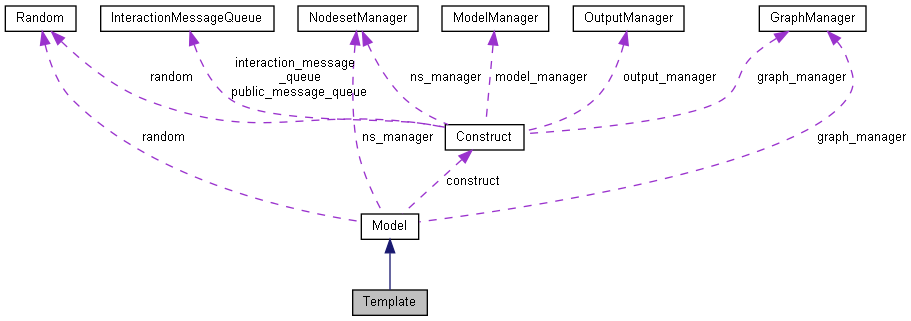 Random
InteractionMessageQueue
NodesetManager
ModelManager
OutputManager
GraphManager
interaction_message
_queue
public_message_queue
random
ns_manager
model_manager
output_manager
graph_manager
random
ns_manager
Construct
graph_manager
construct
Model
Template